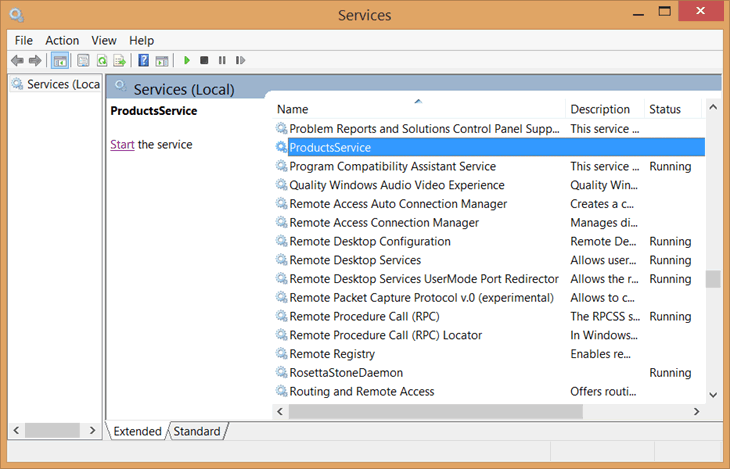 Services
File Action View Help
Services (Loca
Services (Local)
ProductsService
Start the service
Name Description Status
Problem Reports and Solutions Control Panel Supp... This service ...
ProductsService
Program Compatibility Assistant Service This service ... Running
Quality Windows Audio Video Experience Quality Win...
Remote Access Auto Connection Manager Creates a c...
Remote Access Connection Manager Manages di...
Remote Desktop Configuration Remote De... Running
Remote Desktop Services Allows user... Running
Remote Desktop Services UserMode Port Redirector Allows the r... Running
Remote Packet Capture Protocol v.0 (experimental) Allows to c...
Remote Procedure Call (RPC) The RPCSS s... Running
Remote Procedure Call (RPC) Locator In Windows...
Remote Registry Enables re...
RosettaStoneDaemon Running
Routing and Remote Access Offers routi...
Extended Standard